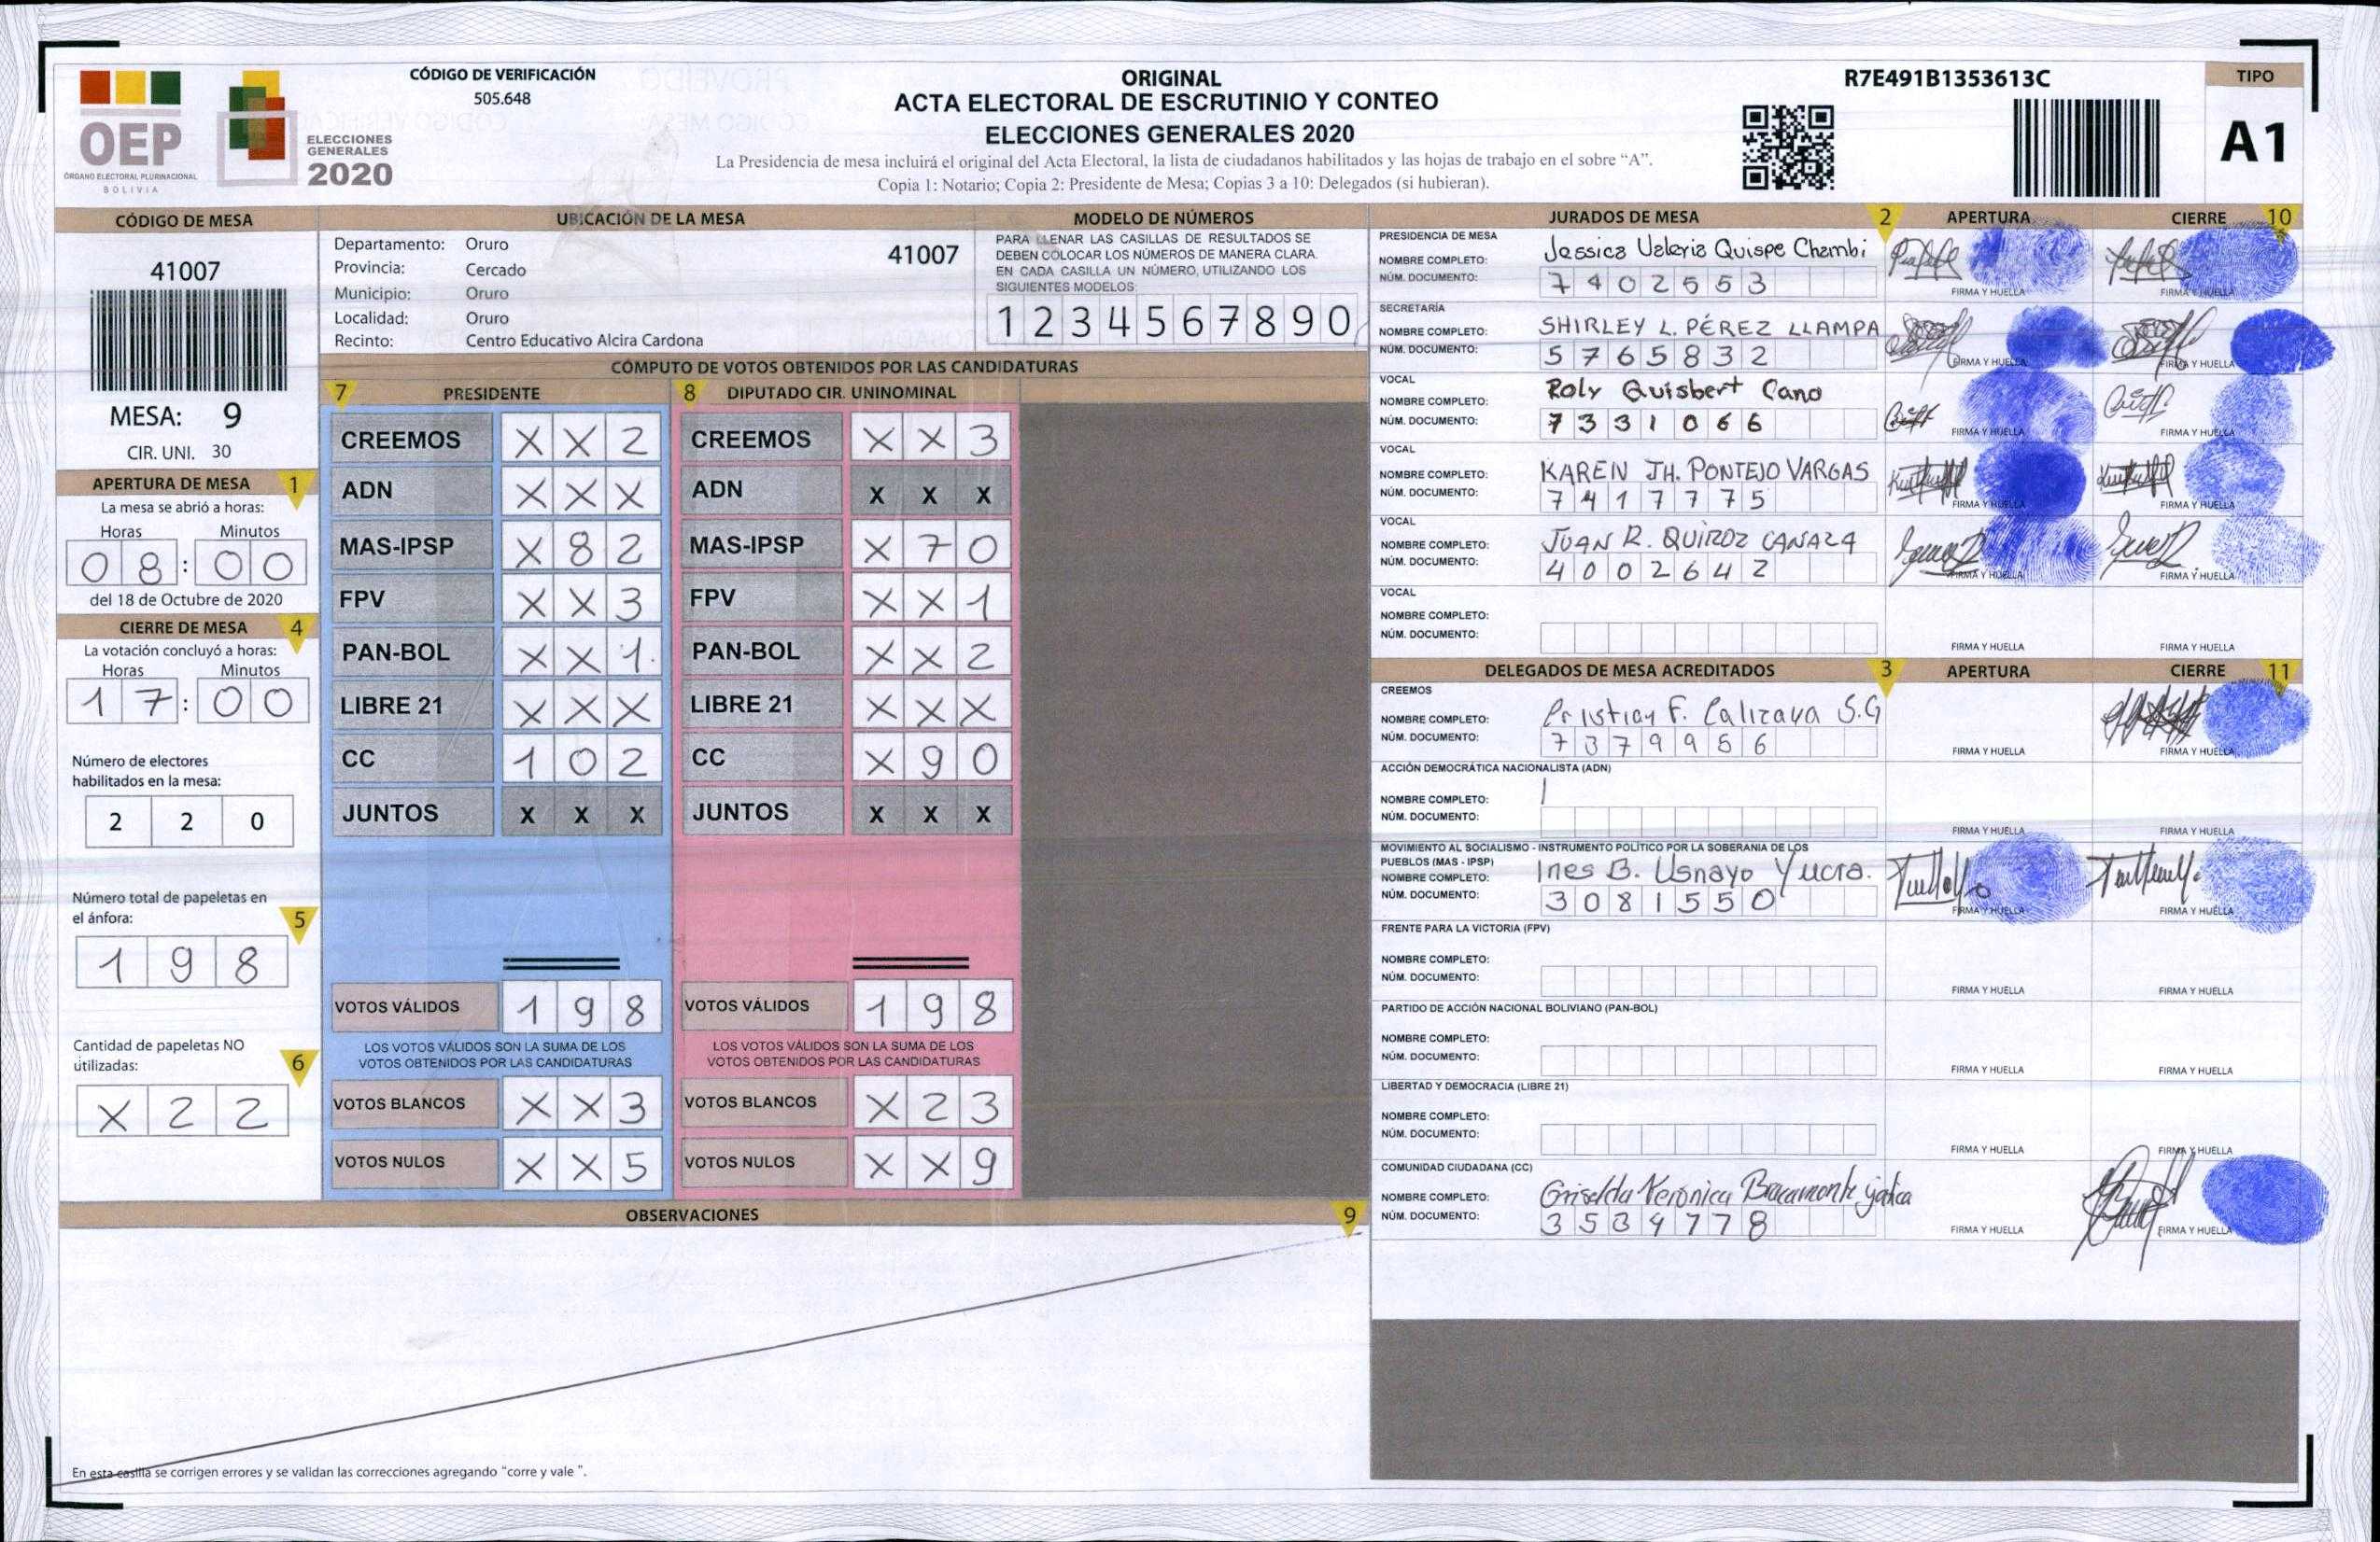 OEP
ÓRGANO ELECTORAL PLURINACIONAL
BOLIVIA
ELECCIONES
GENERALES
2020
CÓDIGO DE VERIFICACIÓN
505.648
ORIGINAL
ACTA ELECTORAL DE ESCRUTINIO Y CONTEO
ELECCIONES GENERALES 2020
La Presidencia de mesa incluirá el original del Acta Electoral, la lista de ciudadanos habilitados y las hojas de trabajo en el sobre “A”.
Copia 1: Notario; Copia 2: Presidente de Mesa; Copias 3 a 10: Delegados (si hubieran).
R7E491B1353613C
TIPO
A1
CÓDIGO DE MESA
41007
MESA: 9
CIR. UNI. 30
APERTURA DE MESA 1
La mesa se abrió a horas:
Horas Minutos
0 8 : 0 0
del 18 de Octubre de 2020
CIERRE DE MESA 4
La votación concluyó a horas:
Horas Minutos
1 7 : 0 0
Número de electores
habilitados en la mesa:
2 2 0
Número total de papeletas en
el ánfora: 5
1 9 8
Cantidad de papeletas NO
utilizadas: 6
X 2 2
UBICACIÓN DE LA MESA
Departamento: Oruro 41007
Provincia: Cercado
Municipio: Oruro
Localidad: Oruro
Recinto: Centro Educativo Alcira Cardona
MODELO DE NÚMEROS
PARA LLENAR LAS CASILLAS DE RESULTADOS SE
DEBEN COLOCAR LOS NÚMEROS DE MANERA CLARA.
EN CADA CASILLA UN NÚMERO, UTILIZANDO LOS
SIGUIENTES MODELOS:
1 2 3 4 5 6 7 8 9 0
CÓMPUTO DE VOTOS OBTENIDOS POR LAS CANDIDATURAS
7 PRESIDENTE
CREEMOS X X 2
ADN X X X
MAS-IPSP X 8 2
FPV X X 3
PAN-BOL X X 1
LIBRE 21 X X X
CC 1 0 2
JUNTOS X X X
VOTOS VÁLIDOS 1 9 8
LOS VOTOS VÁLIDOS SON LA SUMA DE LOS
VOTOS OBTENIDOS POR LAS CANDIDATURAS
VOTOS BLANCOS X X 3
VOTOS NULOS X X 5
8 DIPUTADO CIR. UNINOMINAL
CREEMOS X X 3
ADN X X X
MAS-IPSP X 7 0
FPV X X 1
PAN-BOL X X 2
LIBRE 21 X X X
CC X 9 0
JUNTOS X X X
VOTOS VÁLIDOS 1 9 8
LOS VOTOS VÁLIDOS SON LA SUMA DE LOS
VOTOS OBTENIDOS POR LAS CANDIDATURAS
VOTOS BLANCOS X 2 3
VOTOS NULOS X X 9
OBSERVACIONES 9
En esta casilla se corrigen errores y se validan las correcciones agregando “corre y vale ”.
JURADOS DE MESA 2 APERTURA CIERRE 10
PRESIDENCIA DE MESA
NOMBRE COMPLETO: Jessica Valeria Quispe Chambi
NÚM. DOCUMENTO: 7 4 0 2 5 5 3
FIRMA Y HUELLA FIRMA Y HUELLA
SECRETARÍA
NOMBRE COMPLETO: SHIRLEY L. PÉREZ LLAMPA
NÚM. DOCUMENTO: 5 7 6 5 8 3 2
FIRMA Y HUELLA FIRMA Y HUELLA
VOCAL
NOMBRE COMPLETO: Roly Quisbert Cano
NÚM. DOCUMENTO: 7 3 3 1 0 6 6
FIRMA Y HUELLA FIRMA Y HUELLA
VOCAL
NOMBRE COMPLETO: KAREN JH. PONTEJO VARGAS
NÚM. DOCUMENTO: 7 4 1 7 7 7 5
FIRMA Y HUELLA FIRMA Y HUELLA
VOCAL
NOMBRE COMPLETO: JUAN R. QUIROZ
NÚM. DOCUMENTO: 4 0 0 2 6 4 2
FIRMA Y HUELLA FIRMA Y HUELLA
VOCAL
NOMBRE COMPLETO:
NÚM. DOCUMENTO:
FIRMA Y HUELLA FIRMA Y HUELLA
DELEGADOS DE MESA ACREDITADOS 3 APERTURA CIERRE 11
CREEMOS
NOMBRE COMPLETO: Cristian F. Calizaya S.G
NÚM. DOCUMENTO: 7 3 7 9 9 5 6
FIRMA Y HUELLA FIRMA Y HUELLA
ACCIÓN DEMOCRÁTICA NACIONALISTA (ADN)
NOMBRE COMPLETO:
NÚM. DOCUMENTO:
FIRMA Y HUELLA FIRMA Y HUELLA
MOVIMIENTO AL SOCIALISMO - INSTRUMENTO POLÍTICO POR LA SOBERANIA DE LOS
PUEBLOS (MAS - IPSP)
NOMBRE COMPLETO: Ines B. Usnayo Yucra.
NÚM. DOCUMENTO: 3 0 8 1 5 5 0
FIRMA Y HUELLA FIRMA Y HUELLA
FRENTE PARA LA VICTORIA (FPV)
NOMBRE COMPLETO:
NÚM. DOCUMENTO:
FIRMA Y HUELLA FIRMA Y HUELLA
PARTIDO DE ACCIÓN NACIONAL BOLIVIANO (PAN-BOL)
NOMBRE COMPLETO:
NÚM. DOCUMENTO:
FIRMA Y HUELLA FIRMA Y HUELLA
LIBERTAD Y DEMOCRACIA (LIBRE 21)
NOMBRE COMPLETO:
NÚM. DOCUMENTO:
FIRMA Y HUELLA FIRMA Y HUELLA
COMUNIDAD CIUDADANA (CC)
NOMBRE COMPLETO: Griselda Veronica Bracamonte
NÚM. DOCUMENTO: 3 5 3 9 7 7 8
FIRMA Y HUELLA FIRMA Y HUELLA